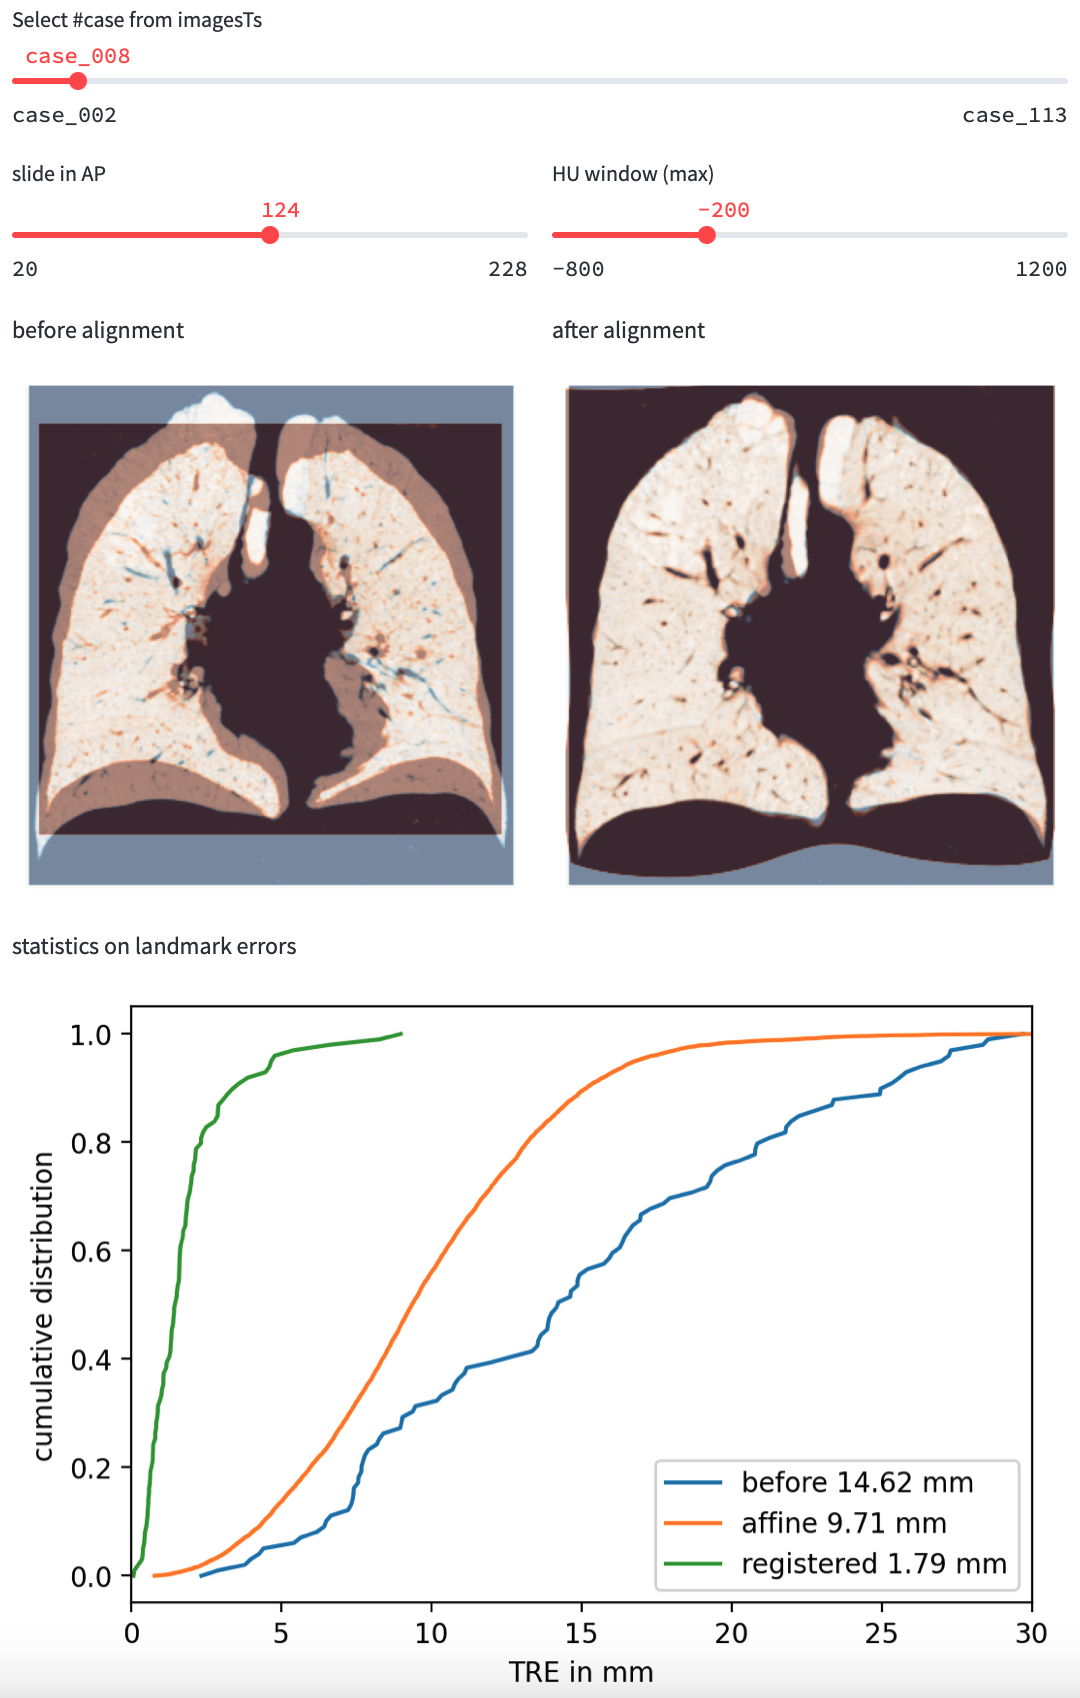 Select #case from imagesTs
case_008
case_002 case_113
slide in AP HU window (max)
124 -200
20 228 -800 1200
before alignment after alignment
statistics on landmark errors
1.0
0.8
0.6
0.4
0.2
0.0
cumulative distribution
before 14.62 mm
affine 9.71 mm
registered 1.79 mm
0 5 10 15 20 25 30
TRE in mm